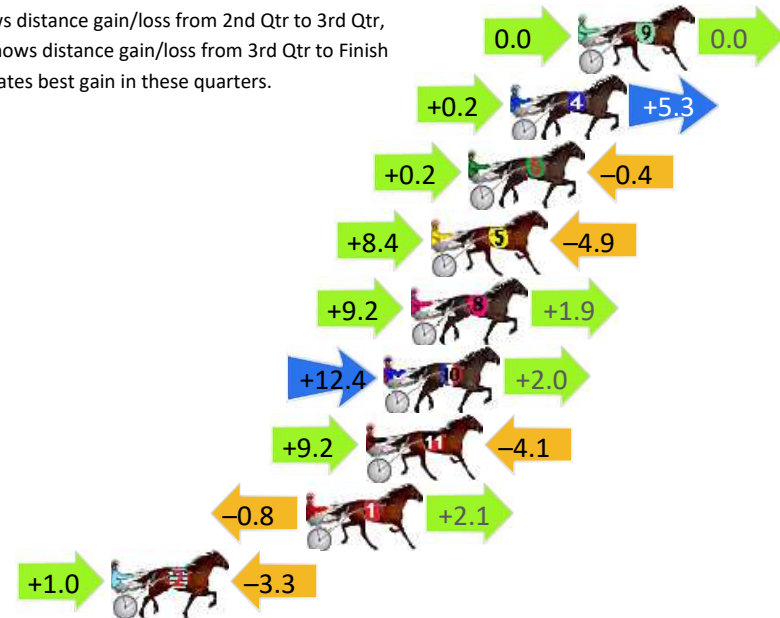 ws distance gain/loss from 2nd Qtr to 3rd Qtr,
hows distance gain/loss from 3rd Qtr to Finish
ates best gain in these quarters.
0.0 9 0.0
+0.2 4 +5.3
+0.2 –0.4
+8.4 5 –4.9
+9.2 8 +1.9
+12.4 10 +2.0
+9.2 11 –4.1
–0.8 1 +2.1
+1.0 2 –3.3